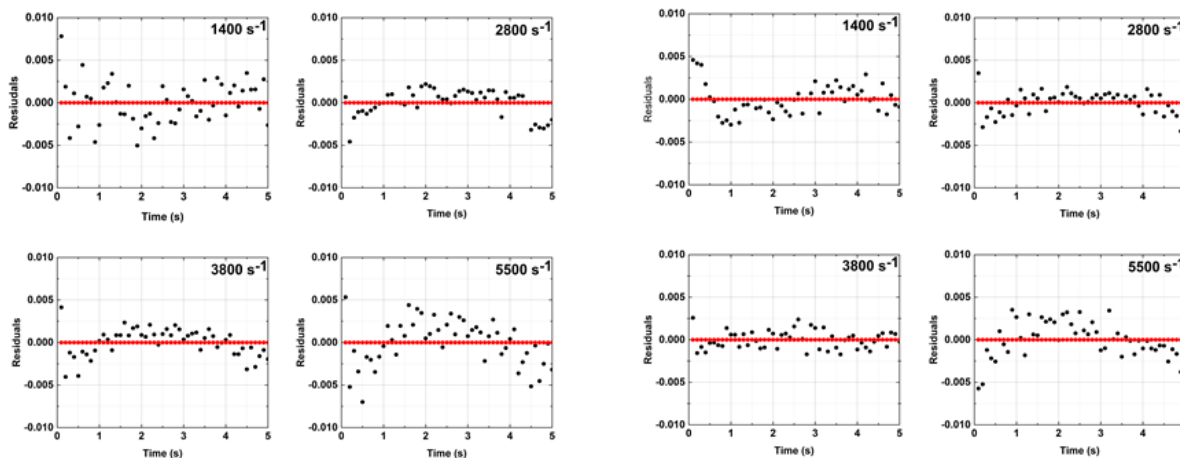 1400 s-1
0.010
0.005
0.000
-0.005
-0.010
Resiudals
0 1 2 3 4 5
Time (s)
2800 s-1
0.010
0.005
0.000
-0.005
-0.010
Residuals
0 1 2 3 4 5
Time (s)
1400 s-1
0.010
0.005
0.000
-0.005
-0.010
Residuals
0 1 2 3 4 5
Time (s)
2800 s-1
0.010
0.005
0.000
-0.005
-0.010
Residuals
0 1 2 3 4
Time (s)
3800 s-1
0.010
0.005
0.000
-0.005
-0.010
Residuals
0 1 2 3 4 5
Time (s)
5500 s-1
0.010
0.005
0.000
-0.005
-0.010
Residuals
0 1 2 3 4 5
Time (s)
3800 s-1
0.010
0.005
0.000
-0.005
-0.010
Residuals
0 1 2 3 4 5
Time (s)
5500 s-1
0.010
0.005
0.000
-0.005
-0.010
Residuals
0 1 2 3 4
Time (s)